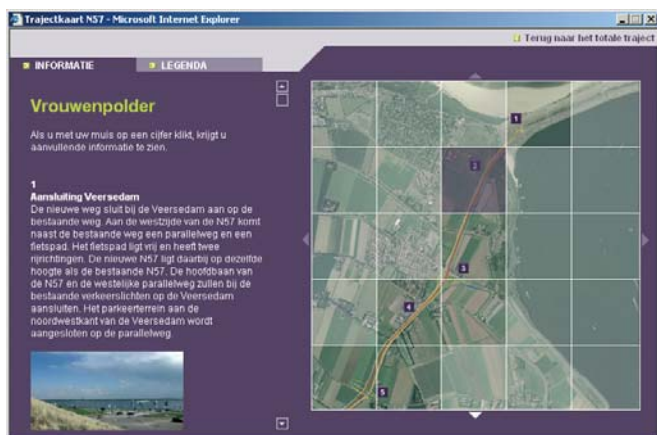 Trajectkaart N57 - Microsoft Internet Explorer
Terug naar het totale traject
INFORMATIE
LEGENDA
Vrouwenpolder
Als u met uw muis op een cijfer klikt, krijgt u
aanvullende informatie te zien.
1
Aansluiting Veersedam
De nieuwe weg sluit bij de Veersedam aan op de
bestaande weg. Aan de westzijde van de N57 komt
naast de bestaande weg een parallelweg en een
fietspad. Het fietspad ligt vrij en heeft twee
rijrichtingen. De nieuwe N57 ligt daarbij op dezelfde
hoogte als de bestaande N57. De hoofdbaan van
de N57 en de westelijke parallelweg zullen bij de
bestaande verkeerslichten op de Veersedam
aansluiten. Het parkeerterrein aan de
noordwestkant van de Veersedam wordt
aangesloten op de parallelweg.
1
2
3
4
5